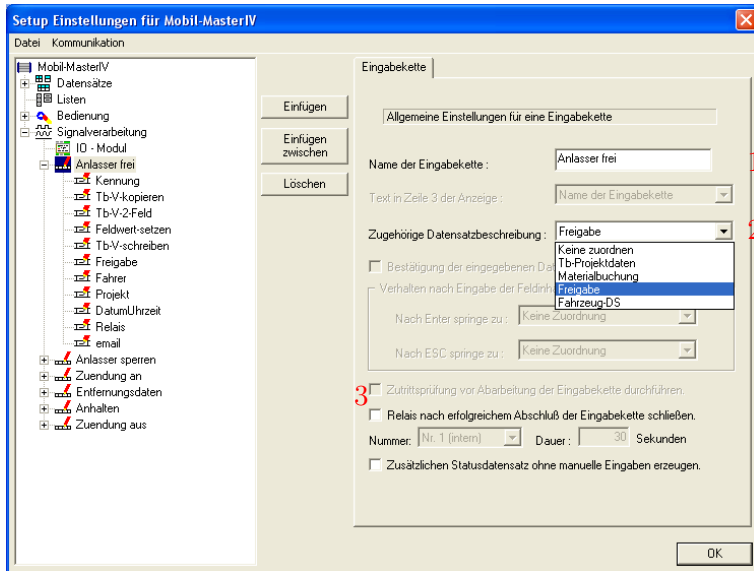 Setup Einstellungen für Mobil-MasterIV
Datei Kommunikation
Mobil-MasterIV
Datensätze
Listen
Bedienung
Signalverarbeitung
IO - Modul
Anlasser frei
Kennung
Tb-V-kopieren
Tb-V-2-Feld
Feldwert-setzen
Tb-V-schreiben
Freigabe
Fahrer
Projekt
DatumUhrzeit
Relais
email
Anlasser sperren
Zuendung an
Entfernungsdaten
Anhalten
Zuendung aus
Einfügen
Einfügen
zwischen
Löschen
Eingabekette
Allgemeine Einstellungen für eine Eingabekette
Name der Eingabekette : Anlasser frei 1
Text in Zeile 3 der Anzeige : Name der Eingabekette
Zugehörige Datensatzbeschreibung : Freigabe 2
Keine zuordnen
Tb-Projektdaten
Materialbuchung
Freigabe
Fahrzeug-DS
Bestätigung der eingegebenen Da
Verhalten nach Eingabe der Feldinh
Nach Enter springe zu : Keine Zuordnung
Nach ESC springe zu : Keine Zuordnung
3 Zutrittsprüfung vor Abarbeitung der Eingabekette durchführen.
Relais nach erfolgreichem Abschluß der Eingabekette schließen.
Nummer: Nr. 1 (intern) Dauer : 30 Sekunden
Zusätzlichen Statusdatensatz ohne manuelle Eingaben erzeugen.
OK